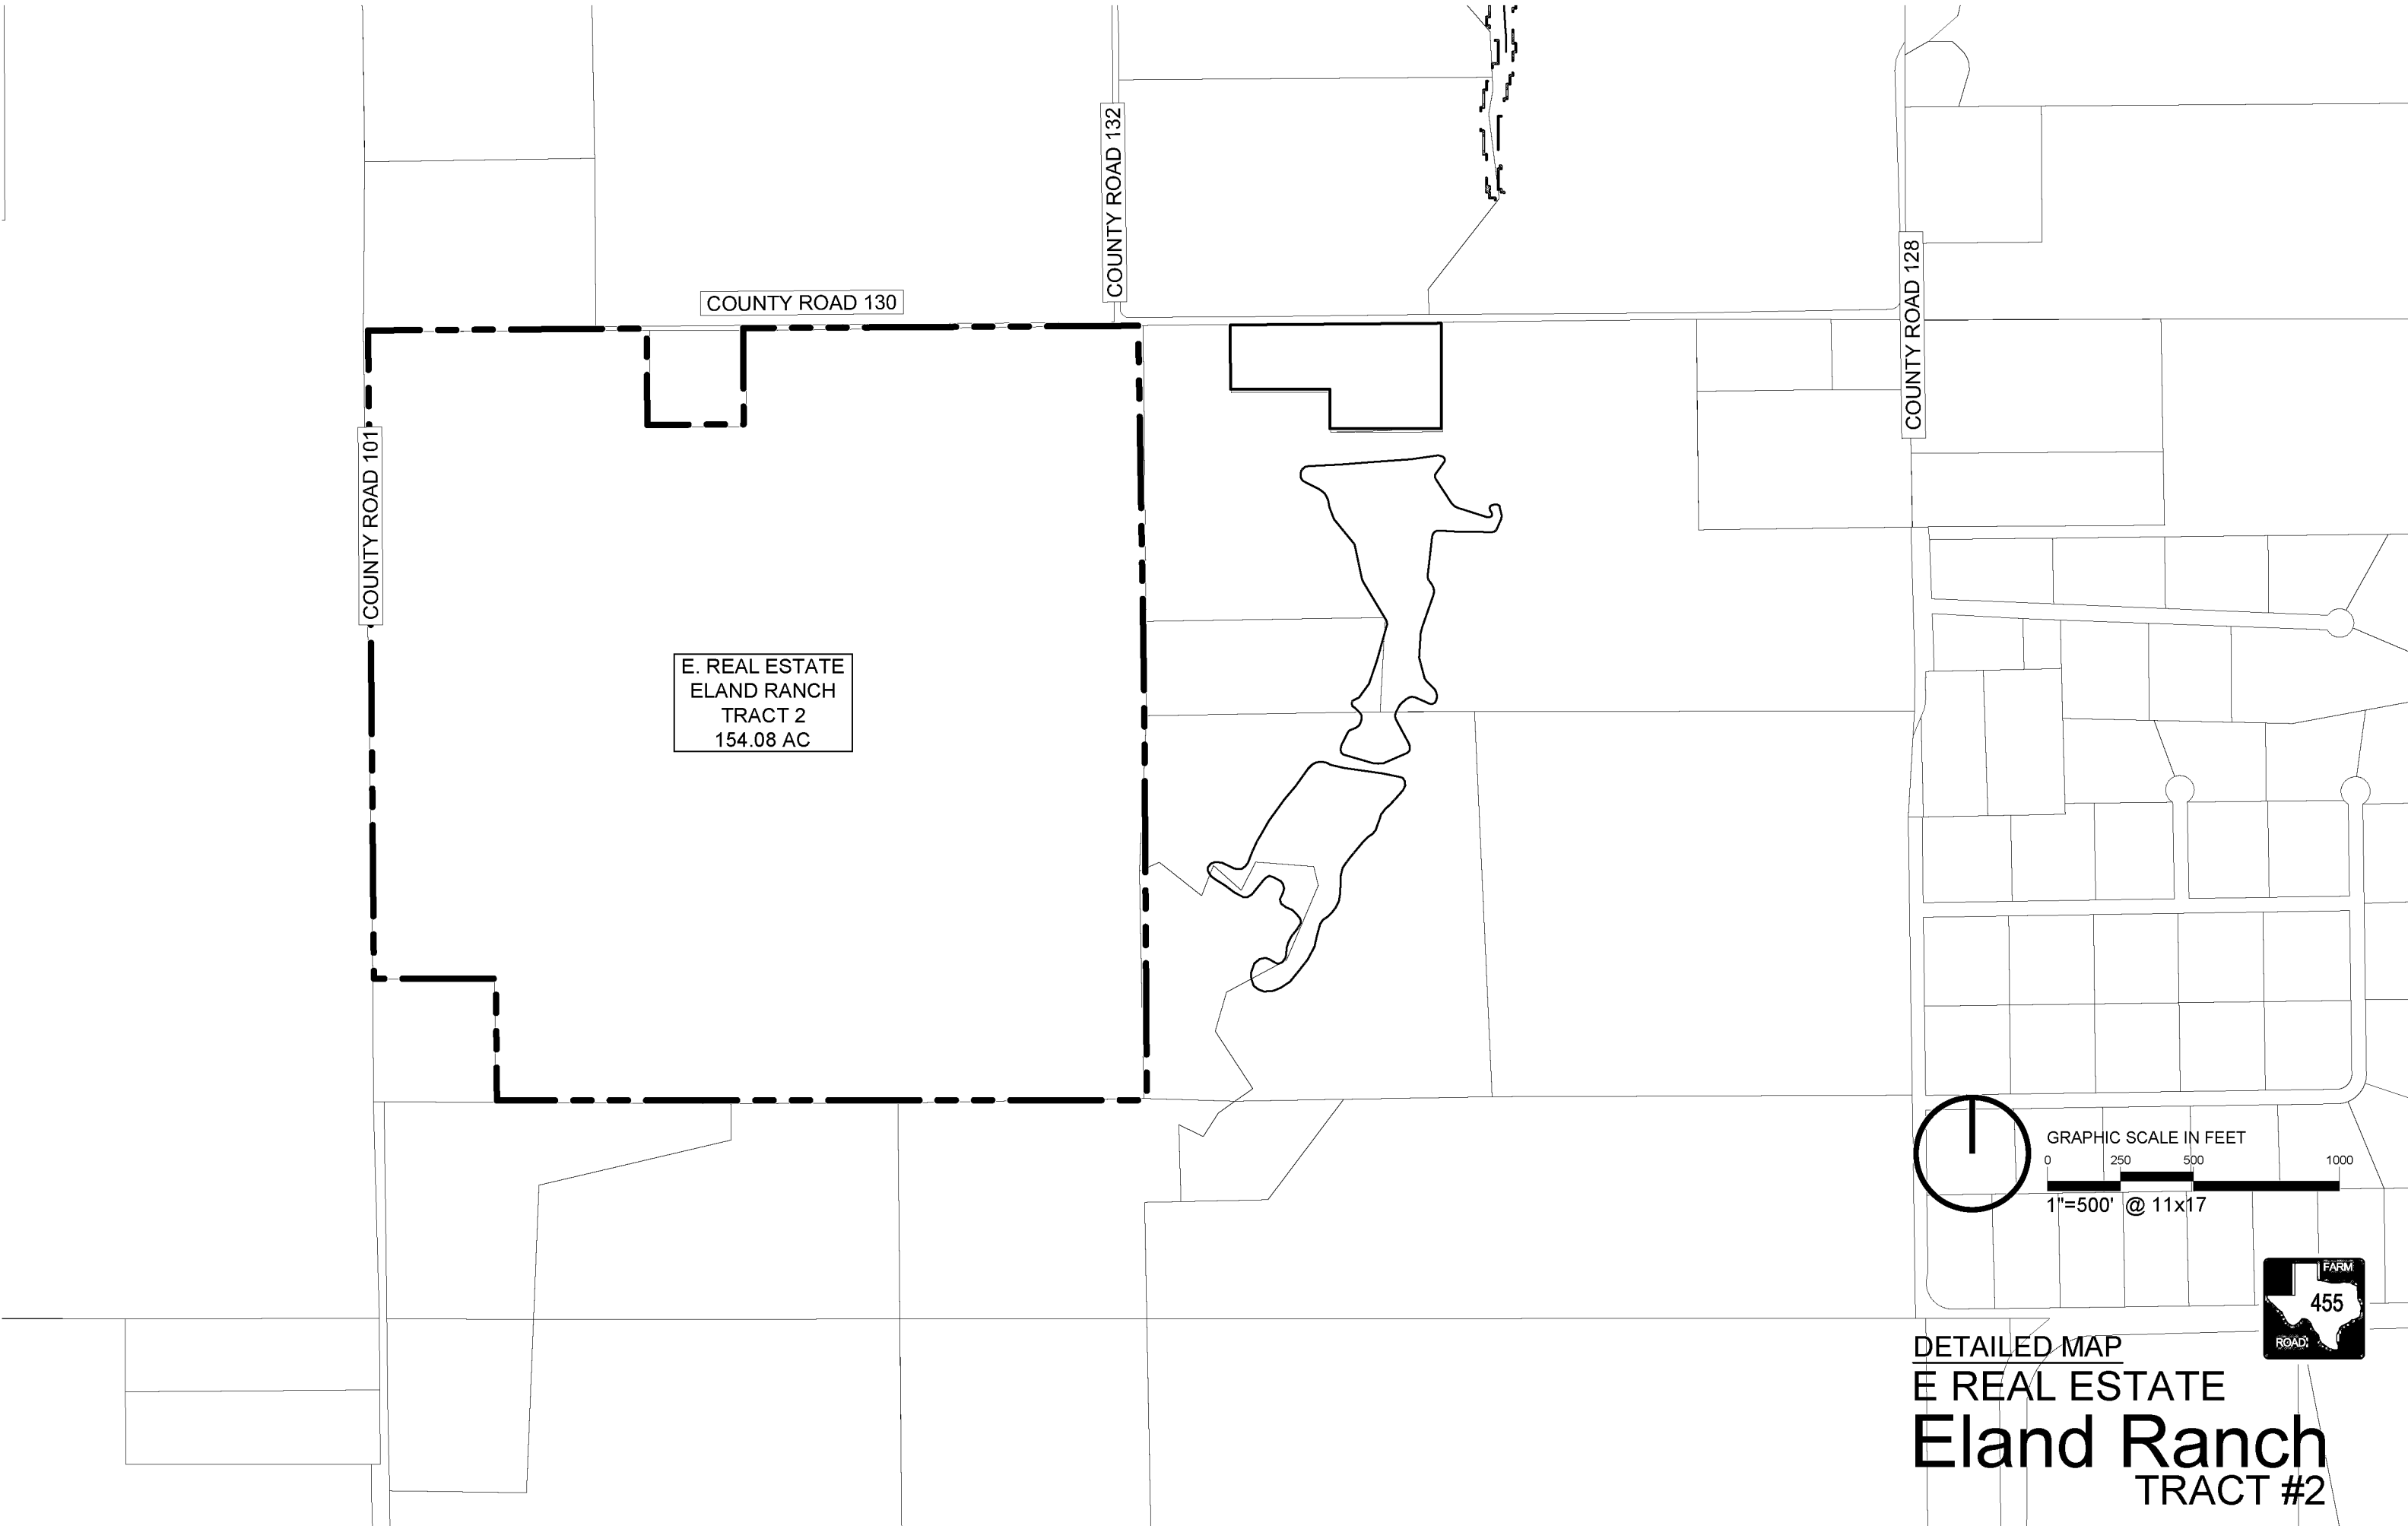 COUNTY ROAD 132
COUNTY ROAD 128
COUNTY ROAD 130
COUNTY ROAD 101
E. REAL ESTATE
ELAND RANCH
TRACT 2
154.08 AC
GRAPHIC SCALE IN FEET
0 250 500 1000
1"=500' @ 11x17
FARM
455
ROAD
DETAILED MAP
E REAL ESTATE
Eland Ranch
TRACT #2